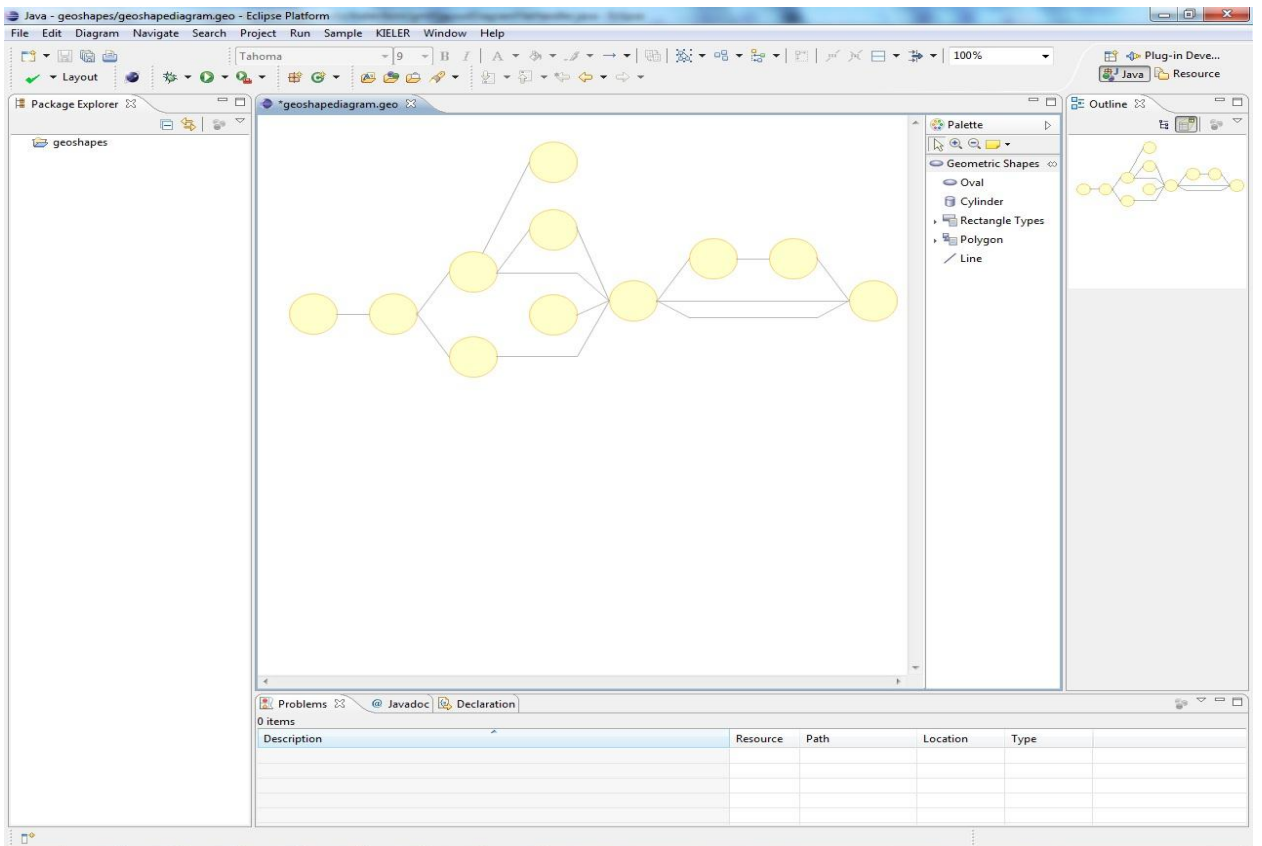 Java - geoshapes/geoshapediagram.geo - Eclipse Platform
File Edit Diagram Navigate Search Project Run Sample KIELER Window Help
Tahoma 9 B I A 100% Plug-in Deve...
Layout Java Resource
Package Explorer
geoshapes
*geoshapediagram.geo
Palette
Geometric Shapes
Oval
Cylinder
Rectangle Types
Polygon
Line
Outline
Problems @ Javadoc Declaration
0 items
Description Resource Path Location Type